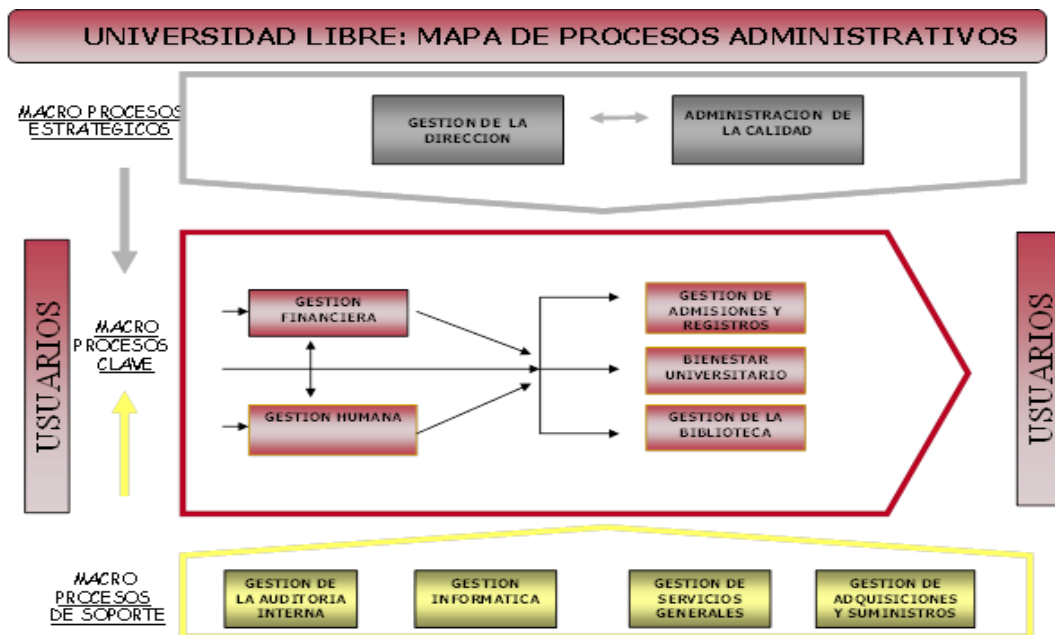 UNIVERSIDAD LIBRE: MAPA DE PROCESOS ADMINISTRATIVOS
MACRO PROCESOS
ESTRATEGICOS
GESTION DE LA
DIRECCION
ADMINISTRACION DE
LA CALIDAD
USUARIOS
MACRO
PROCESOS
CLAVE
GESTION
FINANCIERA
GESTION HUMANA
GESTION DE
ADMISIONES Y
REGISTROS
BIENESTAR
UNIVERSITARIO
GESTION DE LA
BIBLIOTECA
USUARIOS
MACRO
PROCESOS
DE SOPORTE
GESTION DE
LA AUDITORIA
INTERNA
GESTION
INFORMATICA
GESTION DE
SERVICIOS
GENERALES
GESTION DE
ADQUISICIONES
Y SUMINISTROS